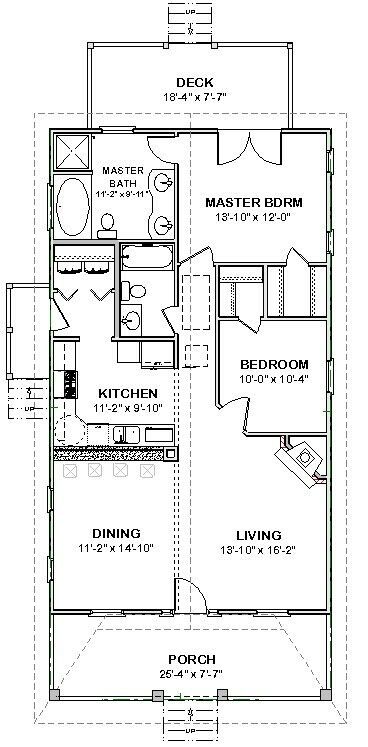 UP
DECK
18'-4" x 7'-7"
MASTER
BATH
11'-2" x 9'-11"
MASTER BDRM
13'-10" x 12'-0"
BEDROOM
10'-0" x 10'-4"
KITCHEN
11'-2" x 9'-10"
UP
DINING
11'-2" x 14'-10"
LIVING
13'-10" x 16'-2"
PORCH
25'-4" x 7'-7"
UP